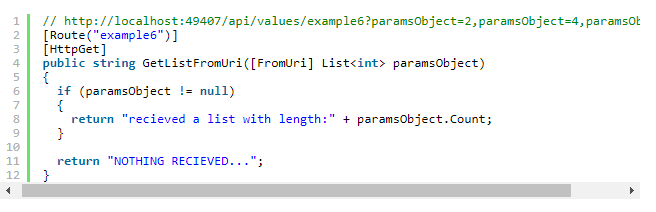 1 // http://localhost:49407/api/values/example6?paramsObject=2,paramsObject=4,paramsOb
2 [Route("example6")]
3 [HttpGet]
4 public string GetListFromUri([FromUri] List<int> paramsObject)
5 {
6   if (paramsObject != null)
7   {
8     return "recieved a list with length:" + paramsObject.Count;
9   }
10
11   return "NOTHING RECIEVED...";
12 }